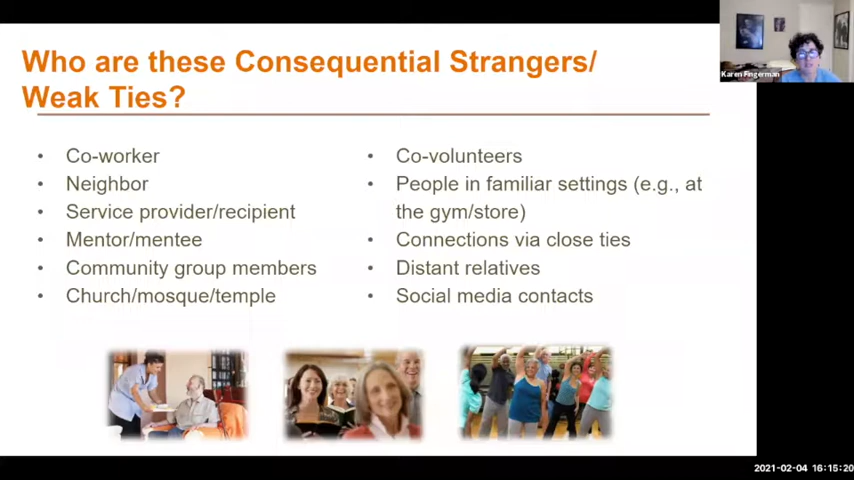 Who are these Consequential Strangers/
Weak Ties?
• Co-worker
• Neighbor
• Service provider/recipient
• Mentor/mentee
• Community group members
• Church/mosque/temple
• Co-volunteers
• People in familiar settings (e.g., at
the gym/store)
• Connections via close ties
• Distant relatives
• Social media contacts
Karen Fingerman
2021-02-04 16:15:20